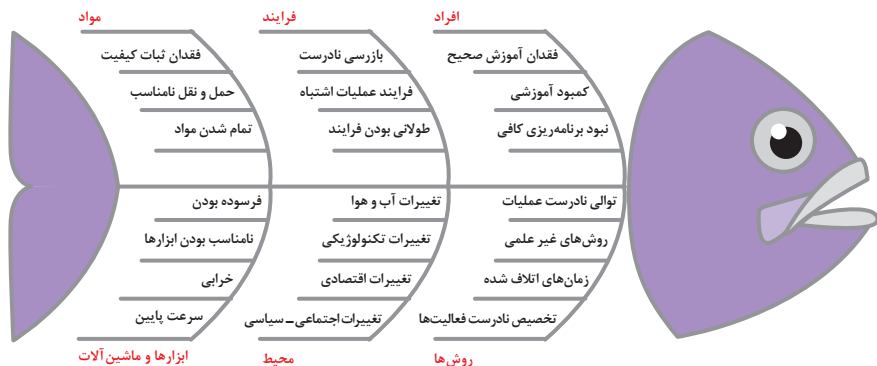 افراد
فقدان آموزش صحیح
کمبود آموزشی
نبود برنامه‌ریزی کافی
فرایند
بازرسی نادرست
فرایند عملیات اشتباه
طولانی بودن فرایند
مواد
فقدان ثبات کیفیت
حمل و نقل نامناسب
تمام شدن مواد
توالی نادرست عملیات
روش‌های غیر علمی
زمان‌های اتلاف شده
تخصیص نادرست فعالیت‌ها
روش‌ها
تغییرات آب و هوا
تغییرات تکنولوژیکی
تغییرات اقتصادی
تغییرات اجتماعی ـ سیاسی
محیط
فرسوده بودن
نامناسب بودن ابزارها
خرابی
سرعت پایین
ابزارها و ماشین آلات